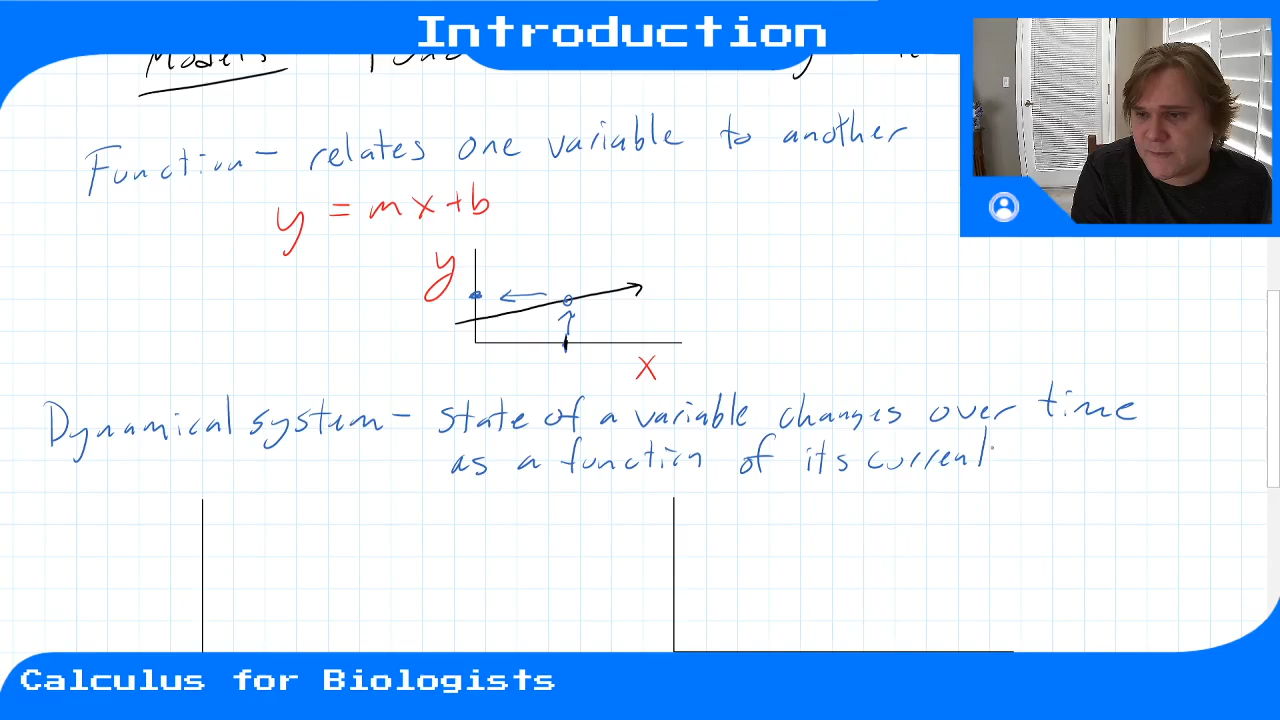 Introduction
Models
Function - relates one variable to another
y = mx+b
y
x
Dynamical system - state of a variable changes over time
as a function of its current
Calculus for Biologists